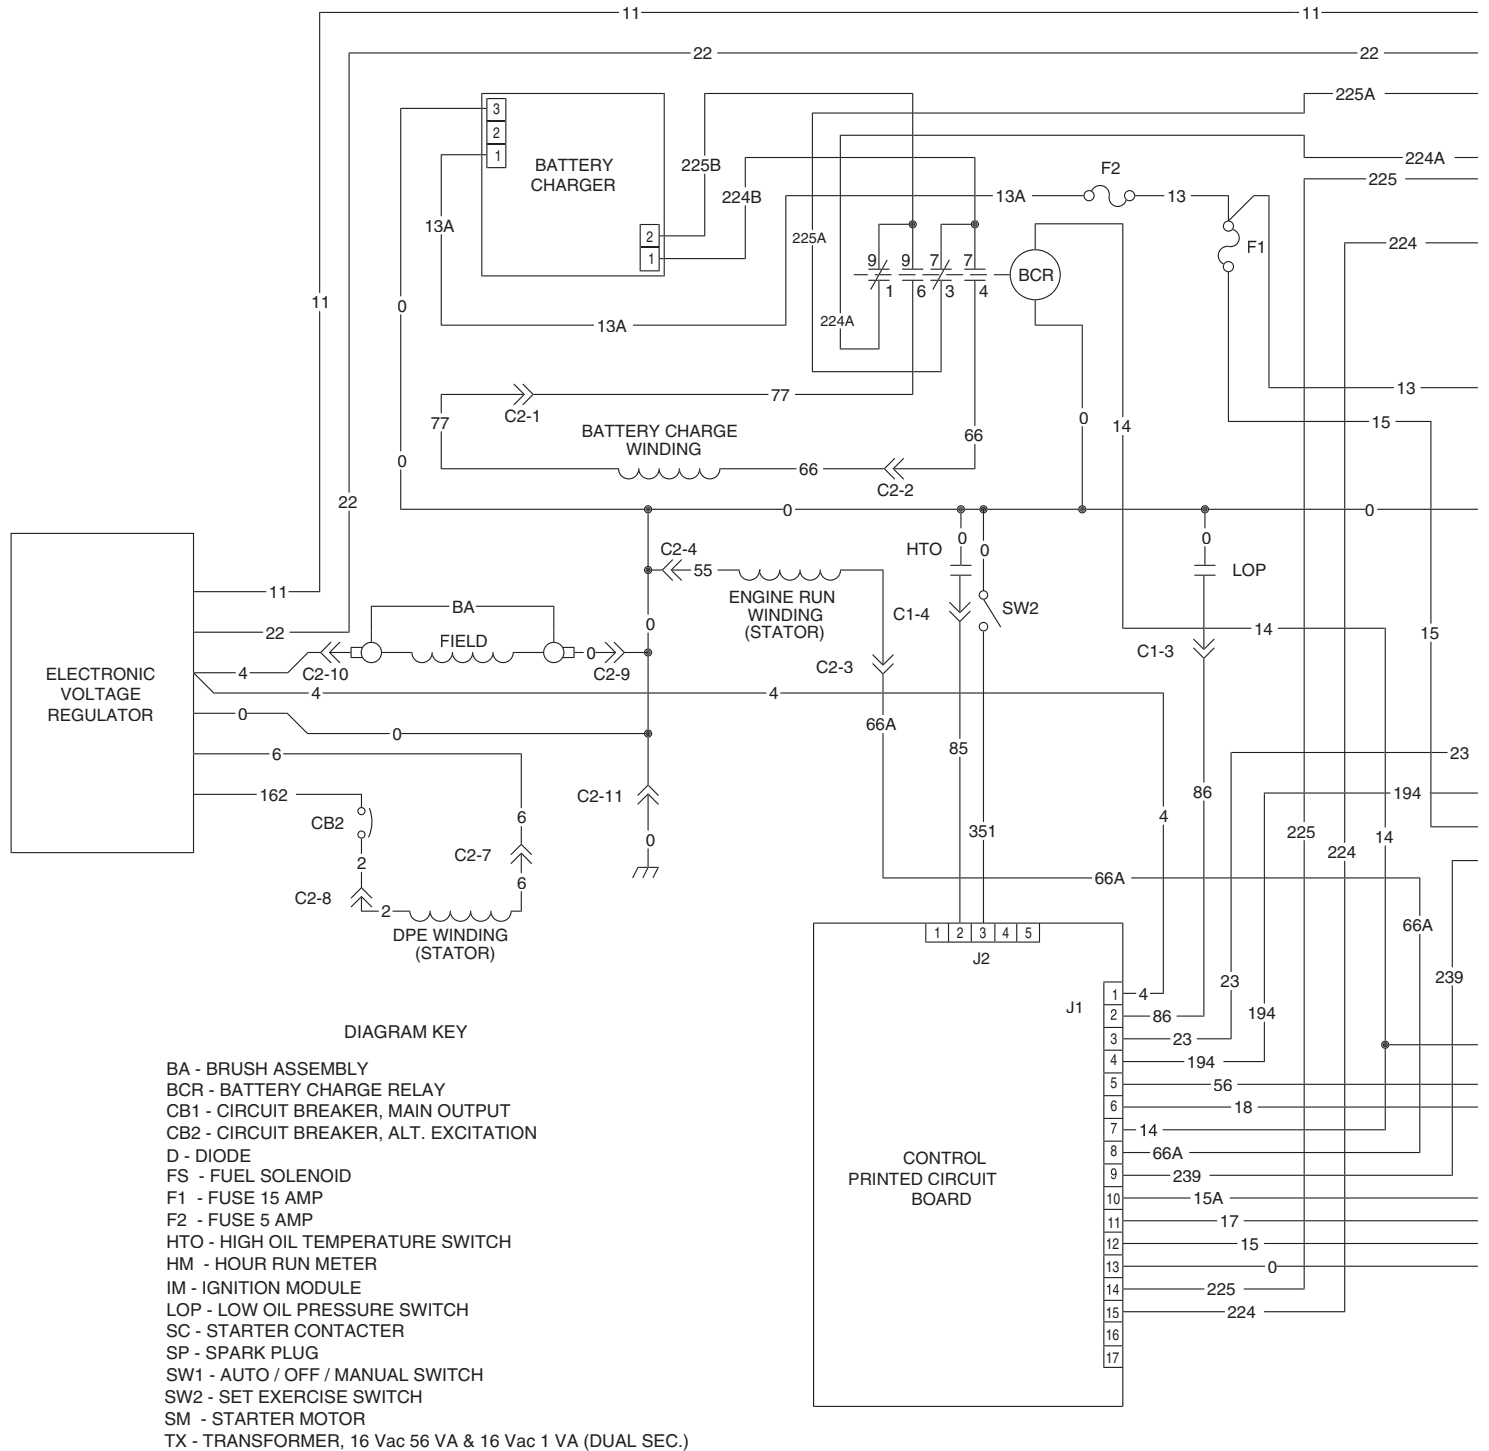 11
11
22
22
225A
3
2
1
BATTERY
CHARGER
225B
224B
224A
F2
225
13A
13
13A
225A
F1
224
2
1
9
9
7
7
BCR
1
6
3
4
11
0
224A
13A
13
C2-1
77
77
0
14
15
BATTERY CHARGE
WINDING
66
66
C2-2
0
22
0
0
0
0
0
HTO
C2-4
55
LOP
ENGINE RUN
WINDING
(STATOR)
11
BA
C1-4
SW2
22
FIELD
0
14
15
C1-3
4
C2-10
0
C2-9
C2-3
ELECTRONIC
VOLTAGE
REGULATOR
4
4
0
0
66A
85
6
23
162
C2-11
86
194
CB2
6
4
0
351
225
224
14
2
C2-7
C2-8
6
2
66A
DPE WINDING
(STATOR)
66A
1 2 3 4 5
J2
23
239
194
J1
1 4
2 86
3 23
4 194
5 56
6 18
7 14
8 66A
9 239
10 15A
11 17
12 15
13 0
14 225
15 224
16
17
CONTROL
PRINTED CIRCUIT
BOARD
DIAGRAM KEY
BA - BRUSH ASSEMBLY
BCR - BATTERY CHARGE RELAY
CB1 - CIRCUIT BREAKER, MAIN OUTPUT
CB2 - CIRCUIT BREAKER, ALT. EXCITATION
D - DIODE
FS - FUEL SOLENOID
F1 - FUSE 15 AMP
F2 - FUSE 5 AMP
HTO - HIGH OIL TEMPERATURE SWITCH
HM - HOUR RUN METER
IM - IGNITION MODULE
LOP - LOW OIL PRESSURE SWITCH
SC - STARTER CONTACTER
SP - SPARK PLUG
SW1 - AUTO / OFF / MANUAL SWITCH
SW2 - SET EXERCISE SWITCH
SM - STARTER MOTOR
TX - TRANSFORMER, 16 Vac 56 VA & 16 Vac 1 VA (DUAL SEC.)